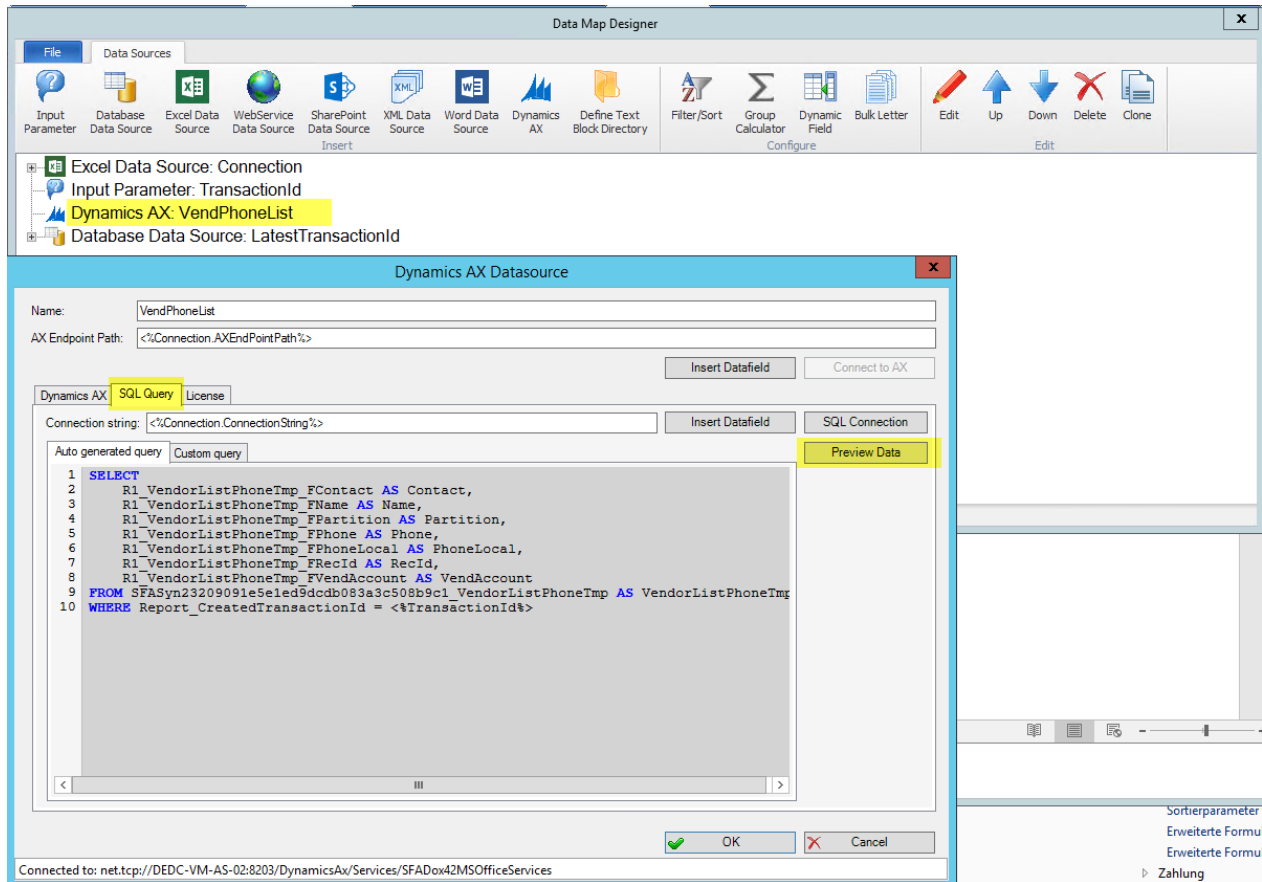 Data Map Designer
x
File
Data Sources
Input Parameter
Database Data Source
Excel Data Source
WebService Data Source
SharePoint Data Source
XML Data Source
Word Data Source
Dynamics AX
Define Text Block Directory
Filter/Sort
Group Calculator
Dynamic Field
Bulk Letter
Edit
Up
Down
Delete
Clone
Insert
Configure
Edit
Excel Data Source: Connection
Input Parameter: TransactionId
Dynamics AX: VendPhoneList
Database Data Source: LatestTransactionId
Dynamics AX Datasource
x
Name:
VendPhoneList
AX Endpoint Path:
<%Connection.AXEndPointPath%>
Insert Datafield
Connect to AX
Dynamics AX
SQL Query
License
Connection string:
<%Connection.ConnectionString%>
Insert Datafield
SQL Connection
Auto generated query
Custom query
Preview Data
1 SELECT
2 R1_VendorListPhoneTmp_FContact AS Contact,
3 R1_VendorListPhoneTmp_FName AS Name,
4 R1_VendorListPhoneTmp_FPartition AS Partition,
5 R1_VendorListPhoneTmp_FPhone AS Phone,
6 R1_VendorListPhoneTmp_FPhoneLocal AS PhoneLocal,
7 R1_VendorListPhoneTmp_FRecId AS RecId,
8 R1_VendorListPhoneTmp_FVendAccount AS VendAccount
9 FROM SFASyn23209091e5e1ed9dcdb083a3c508b9c1_VendorListPhoneTmp AS VendorListPhoneTmp
10 WHERE Report_CreatedTransactionId = <%TransactionId%>
OK
Cancel
Connected to: net.tcp://DEDC-VM-AS-02:8203/DynamicsAx/Services/SFADox42MSOfficeServices
Sortierparameter
Erweiterte Formu
Erweiterte Formu
Zahlung